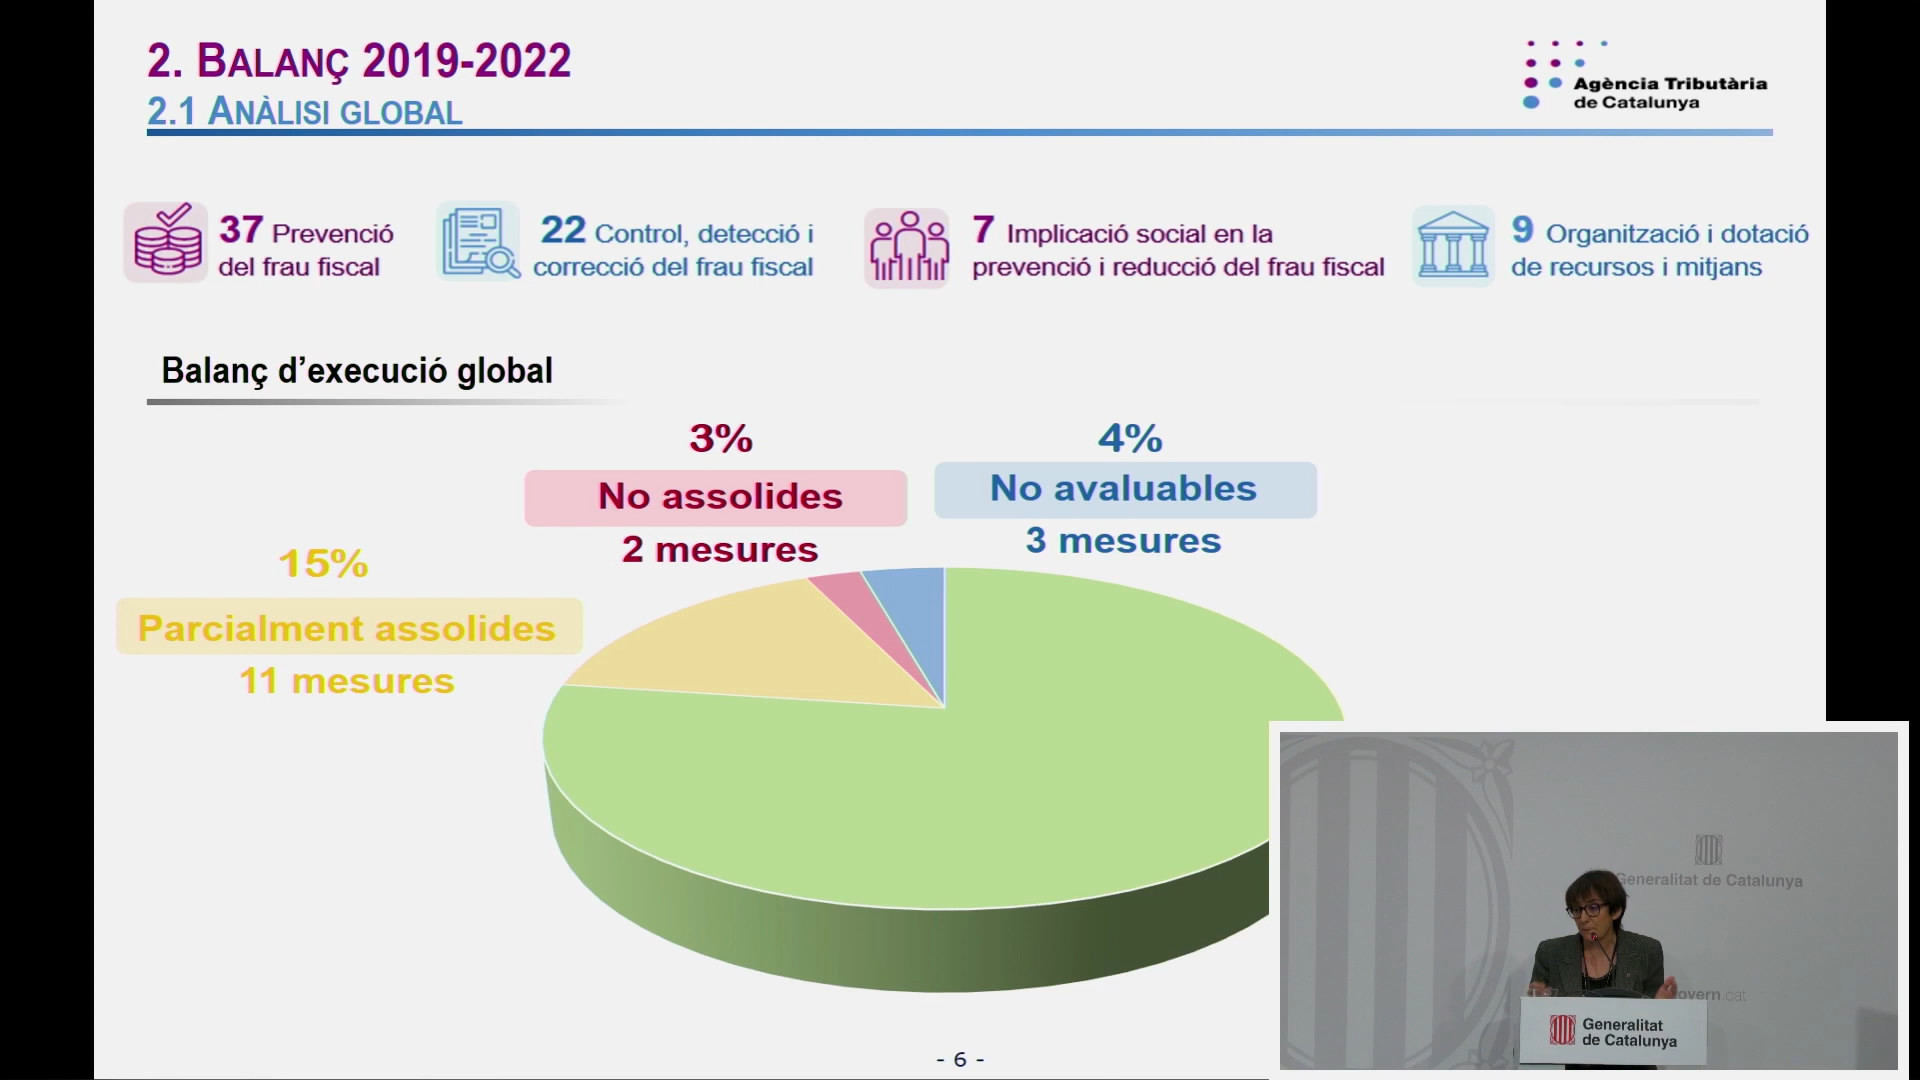 2. BALANÇ 2019-2022
2.1 ANÀLISI GLOBAL
Agència Tributària
de Catalunya
37 Prevenció
del frau fiscal
22 Control, detecció i
correcció del frau fiscal
7 Implicació social en la
prevenció i reducció del frau fiscal
9 Organització i dotació
de recursos i mitjans
Balanç d’execució global
3%
No assolides
2 mesures
4%
No avaluables
3 mesures
15%
Parcialment assolides
11 mesures
Generalitat de Catalunya
overn.cat
Generalitat
de Catalunya
- 6 -